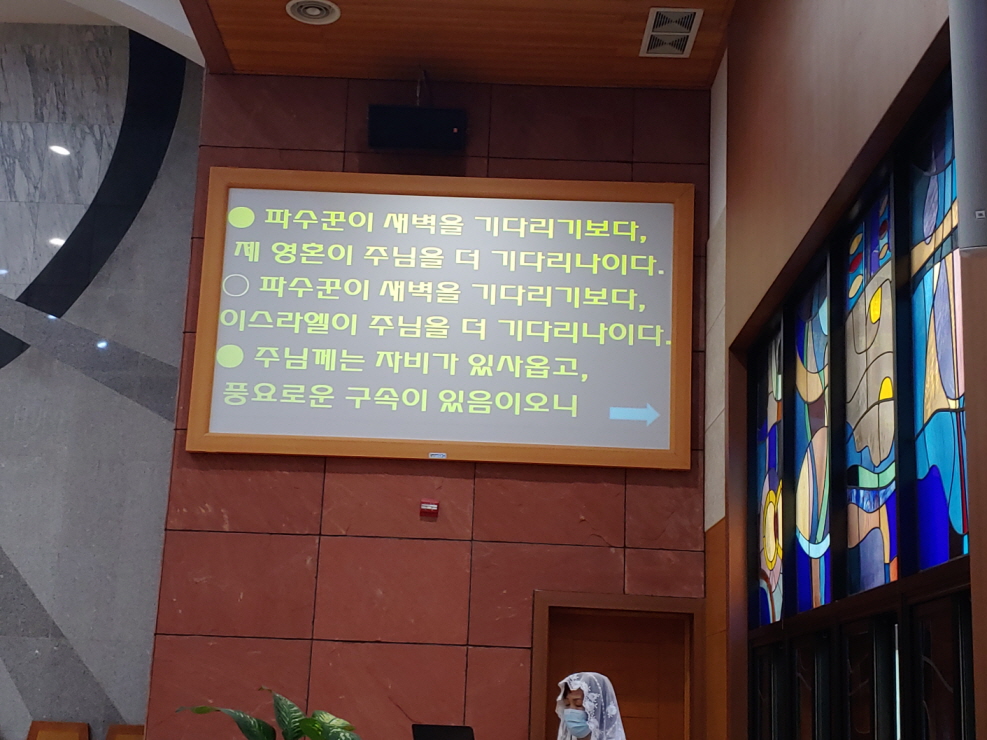 ● 파수꾼이 새벽을 기다리기보다,
제 영혼이 주님을 더 기다리나이다.
○ 파수꾼이 새벽을 기다리기보다,
이스라엘이 주님을 더 기다리나이다.
● 주님께는 자비가 있사옵고,
풍요로운 구속이 있음이오니